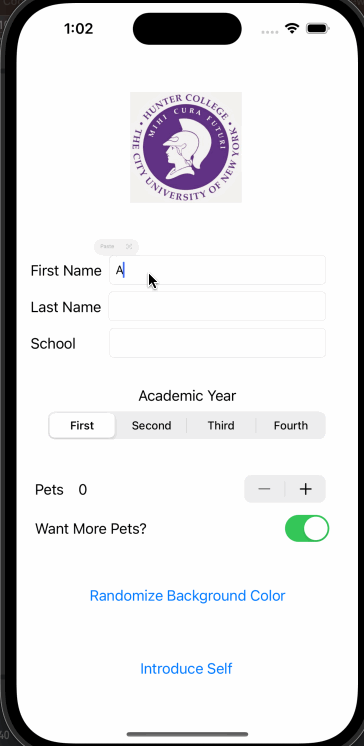 1:02
HUNTER COLLEGE
MIHI CURA FUTURI
THE CITY UNIVERSITY OF NEW YORK
Paste
First Name A
Last Name
School
Academic Year
First Second Third Fourth
Pets 0 − +
Want More Pets?
Randomize Background Color
Introduce Self
40